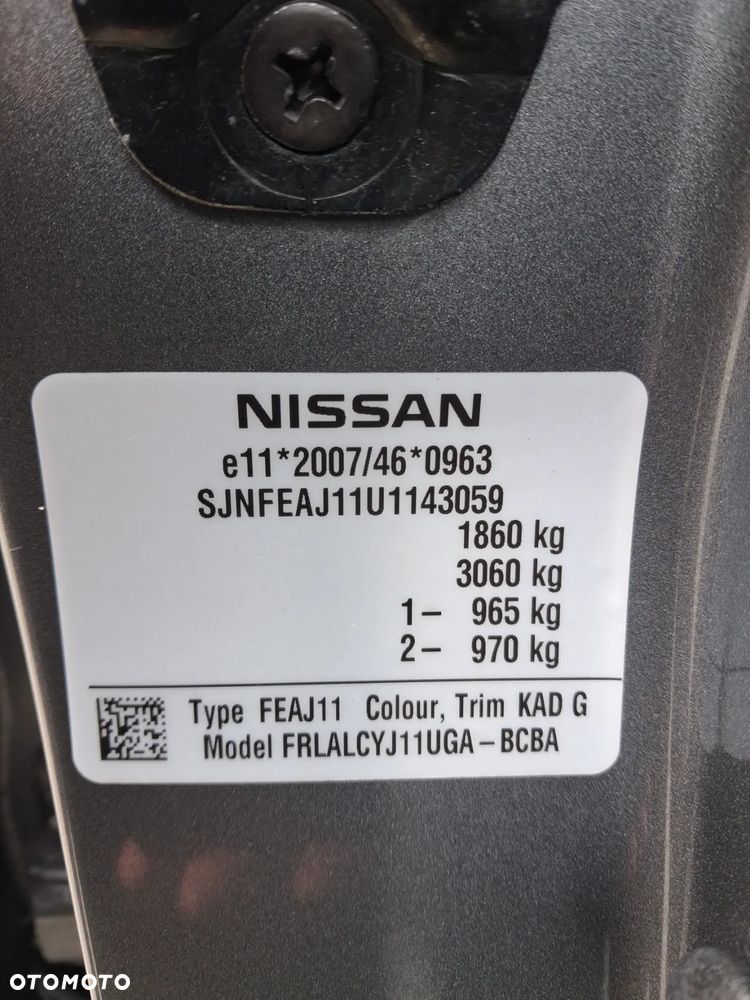 NISSAN
e11*2007/46*0963
SJNFEAJ11U1143059
1860 kg
3060 kg
1– 965 kg
2– 970 kg
Type FEAJ11 Colour, Trim KAD G
Model FRLALCYJ11UGA–BCBA
OTOMOTO